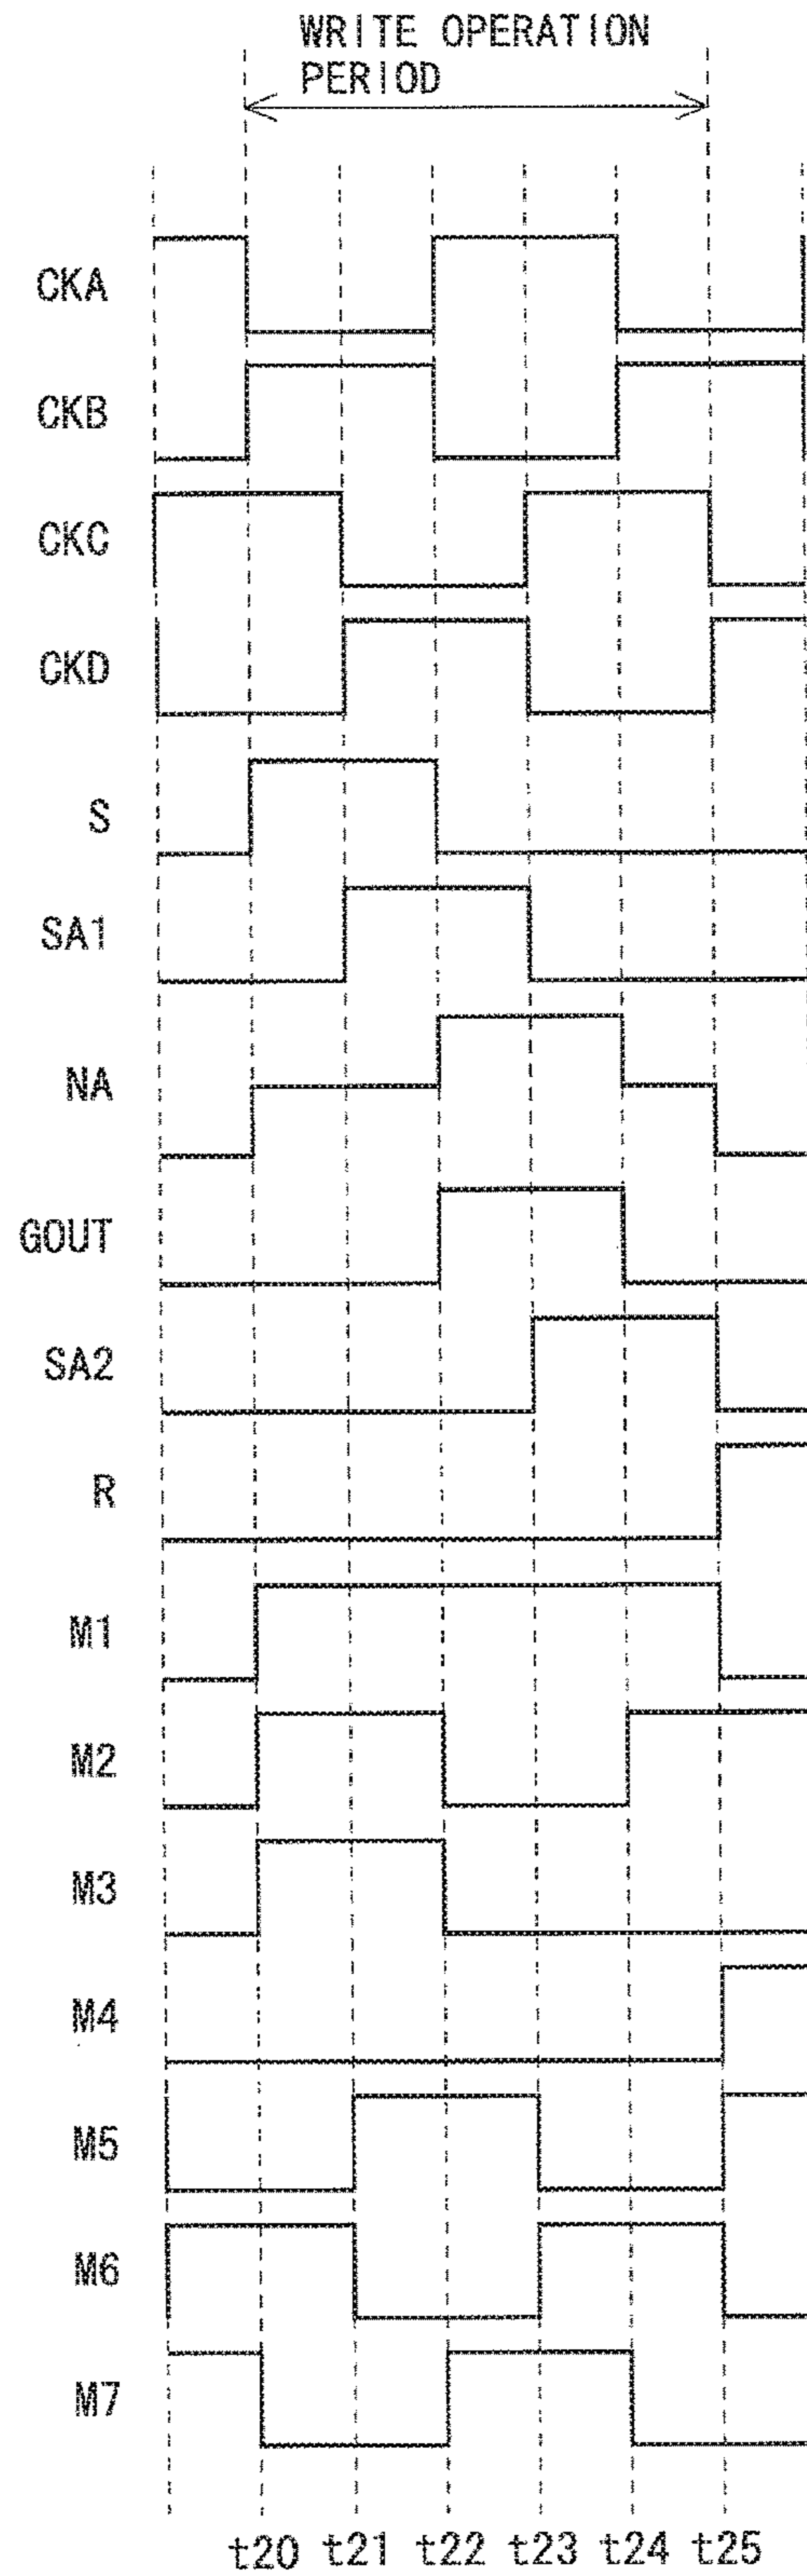 WRITE OPERATION
PERIOD
CKA
CKB
CKC
CKD
S
SA1
NA
GOUT
SA2
R
M1
M2
M3
M4
M5
M6
M7
t20 t21 t22 t23 t24 t25